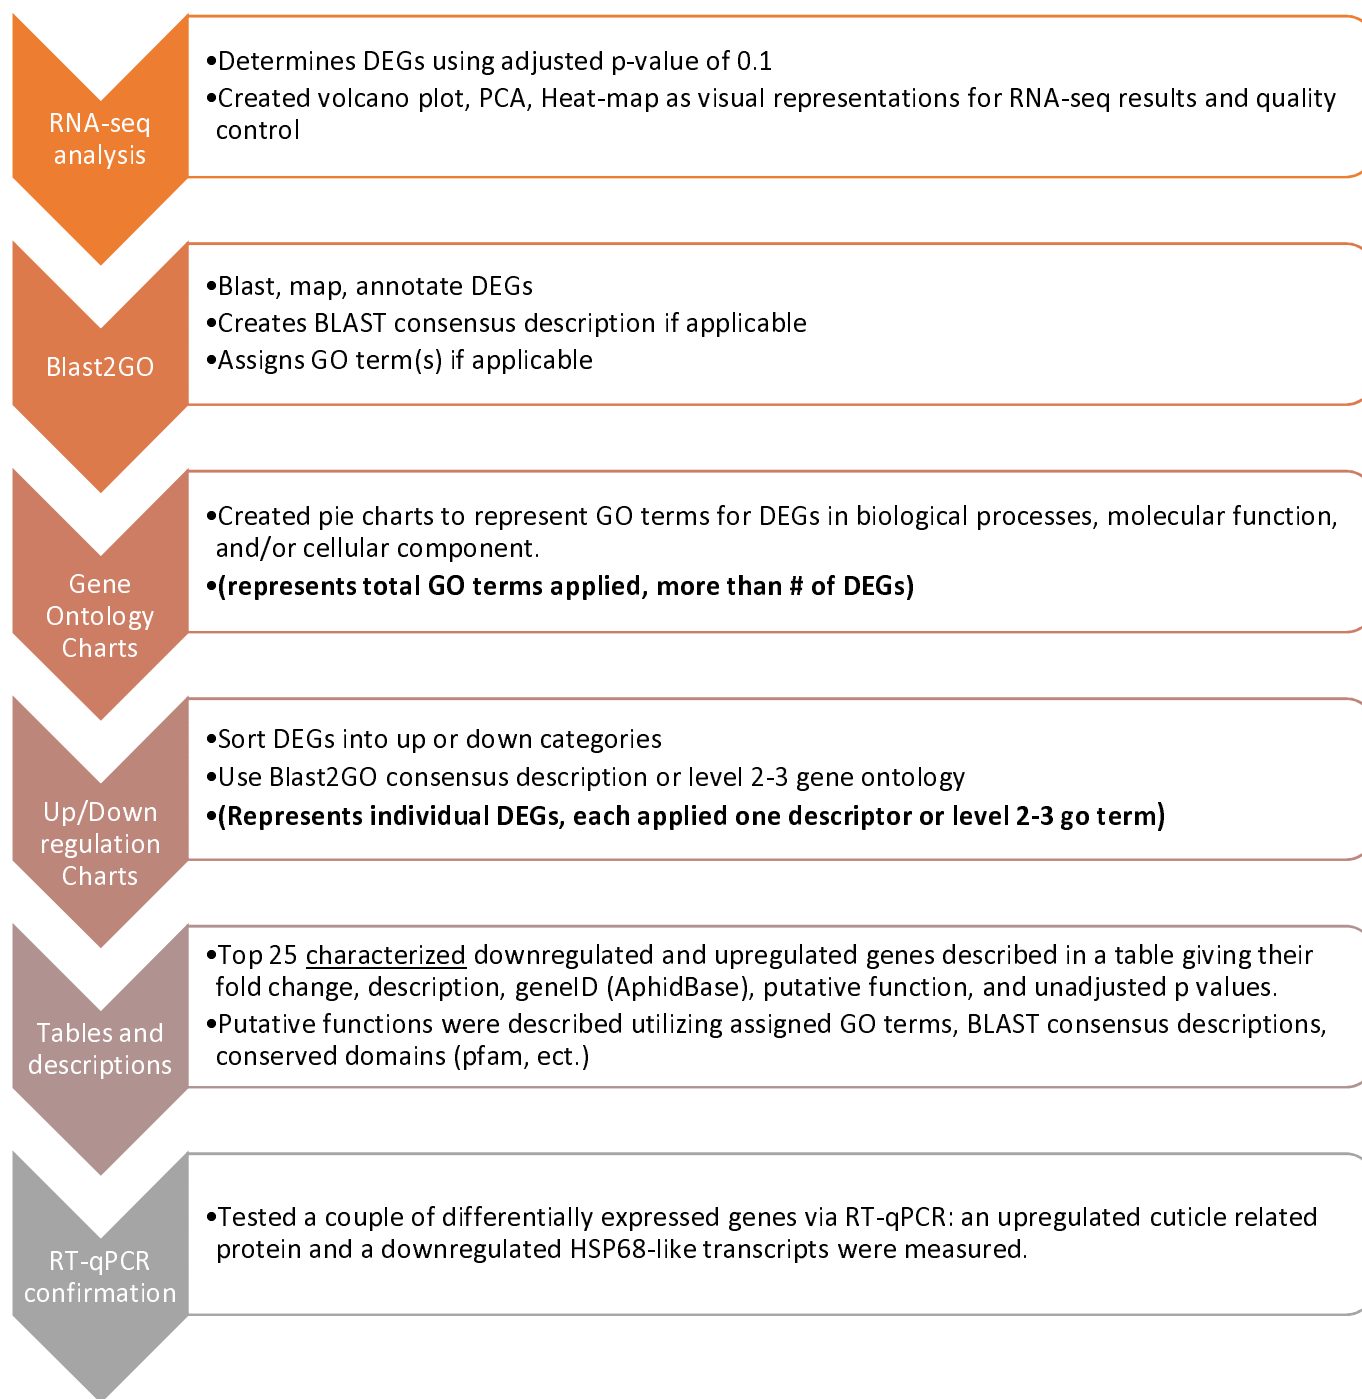 RNA-seq
analysis
•Determines DEGs using adjusted p-value of 0.1
•Created volcano plot, PCA, Heat-map as visual representations for RNA-seq results and quality
control
Blast2GO
•Blast, map, annotate DEGs
•Creates BLAST consensus description if applicable
•Assigns GO term(s) if applicable
Gene
Ontology
Charts
•Created pie charts to represent GO terms for DEGs in biological processes, molecular function,
and/or cellular component.
•(represents total GO terms applied, more than # of DEGs)
Up/Down
regulation
Charts
•Sort DEGs into up or down categories
•Use Blast2GO consensus description or level 2-3 gene ontology
•(Represents individual DEGs, each applied one descriptor or level 2-3 go term)
Tables and
descriptions
•Top 25 characterized downregulated and upregulated genes described in a table giving their
fold change, description, geneID (AphidBase), putative function, and unadjusted p values.
•Putative functions were described utilizing assigned GO terms, BLAST consensus descriptions,
conserved domains (pfam, ect.)
RT-qPCR
confirmation
•Tested a couple of differentially expressed genes via RT-qPCR: an upregulated cuticle related
protein and a downregulated HSP68-like transcripts were measured.